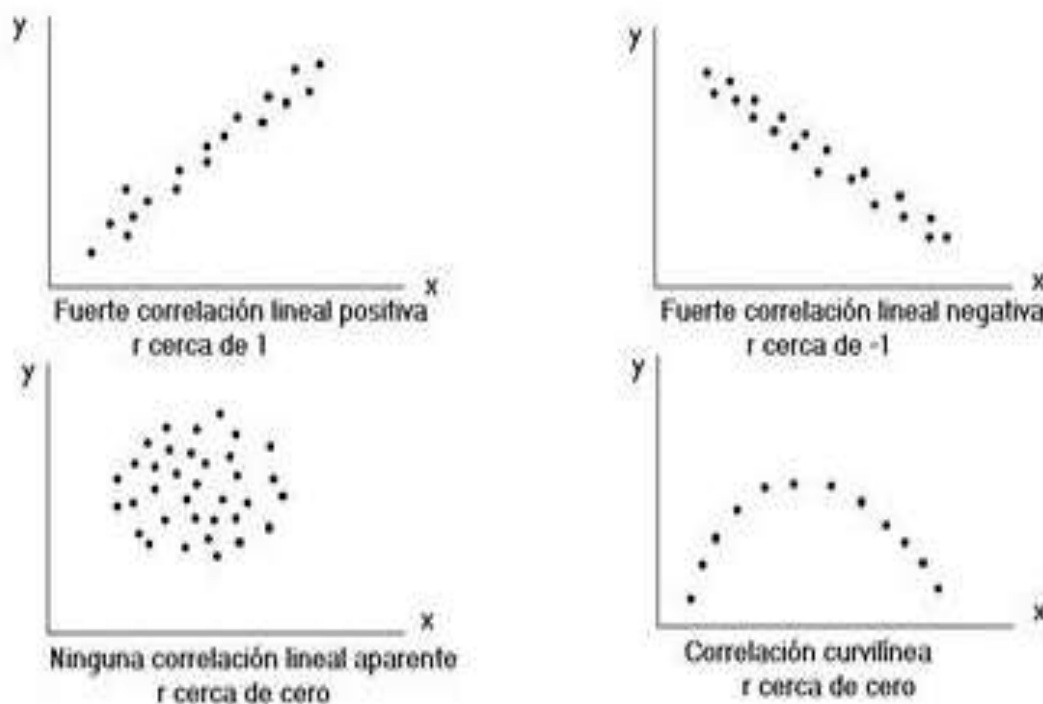 y
x
Fuerte correlación lineal positiva
r cerca de 1
y
x
Fuerte correlación lineal negativa
r cerca de -1
y
x
Ninguna correlación lineal aparente
r cerca de cero
y
x
Correlación curvilínea
r cerca de cero